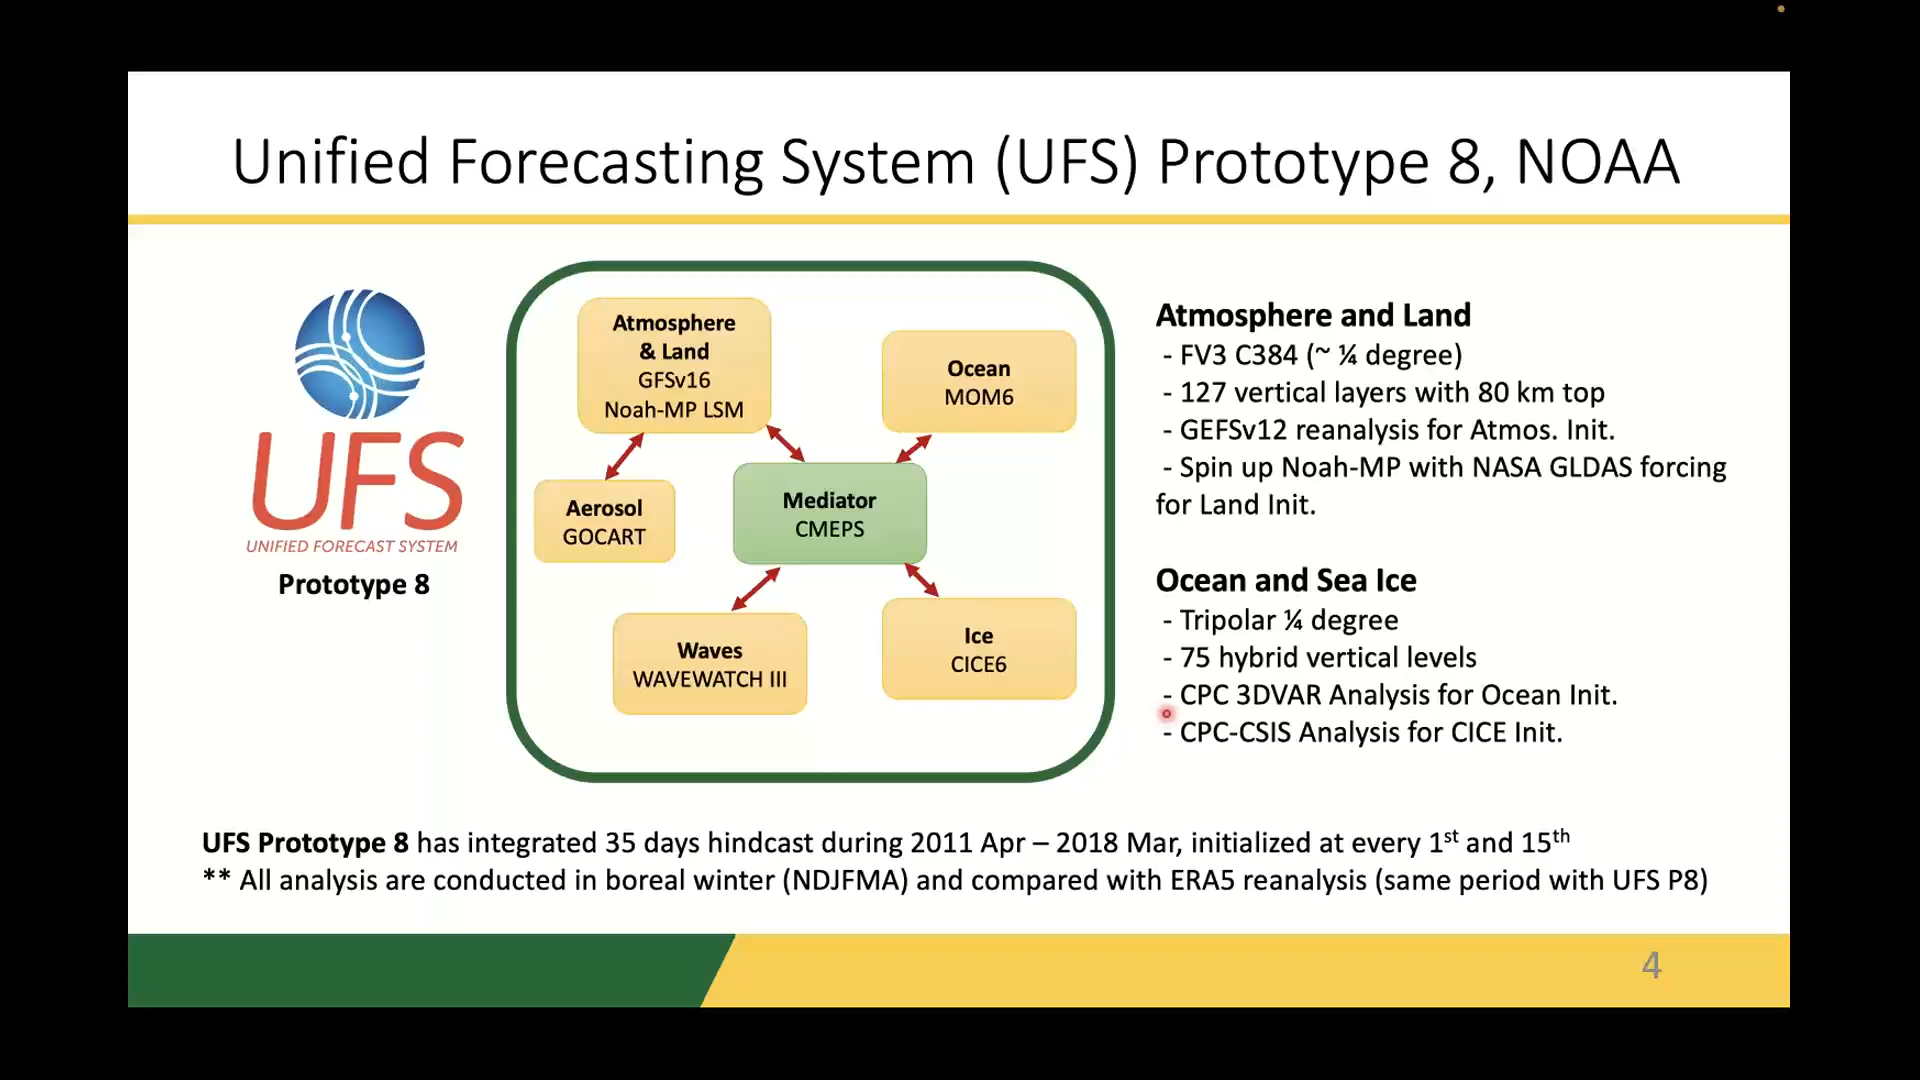 Unified Forecasting System (UFS) Prototype 8, NOAA
UFS
UNIFIED FORECAST SYSTEM
Prototype 8
Atmosphere
& Land
GFSv16
Noah-MP LSM
Ocean
MOM6
Aerosol
GOCART
Mediator
CMEPS
Waves
WAVEWATCH III
Ice
CICE6
Atmosphere and Land
- FV3 C384 (~ ¼ degree)
- 127 vertical layers with 80 km top
- GEFSv12 reanalysis for Atmos. Init.
- Spin up Noah-MP with NASA GLDAS forcing
for Land Init.
Ocean and Sea Ice
- Tripolar ¼ degree
- 75 hybrid vertical levels
- CPC 3DVAR Analysis for Ocean Init.
- CPC-CSIS Analysis for CICE Init.
UFS Prototype 8 has integrated 35 days hindcast during 2011 Apr – 2018 Mar, initialized at every 1st and 15th
** All analysis are conducted in boreal winter (NDJFMA) and compared with ERA5 reanalysis (same period with UFS P8)
4